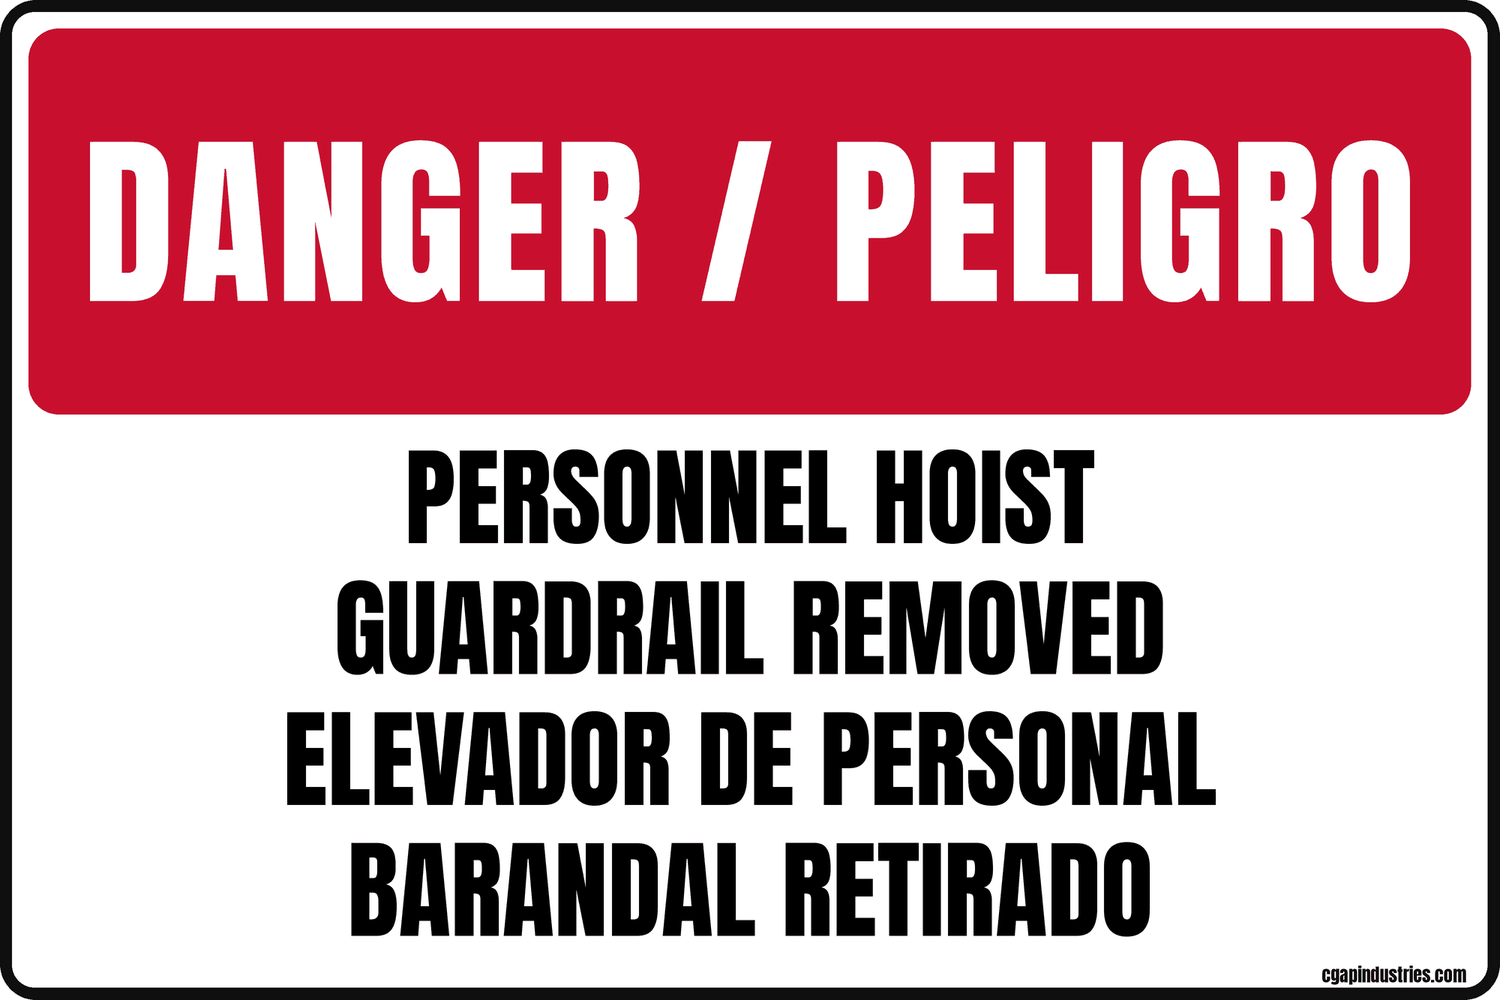 DANGER / PELIGRO
PERSONNEL HOIST
GUARDRAIL REMOVED
ELEVADOR DE PERSONAL
BARANDAL RETIRADO
cgapindustries.com